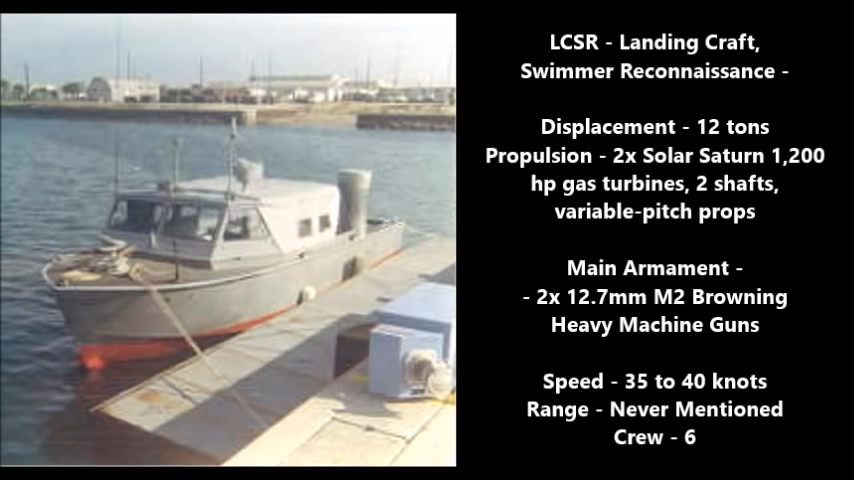 LCSR - Landing Craft,
Swimmer Reconnaissance -
Displacement - 12 tons
Propulsion - 2x Solar Saturn 1,200
hp gas turbines, 2 shafts,
variable-pitch props
Main Armament -
- 2x 12.7mm M2 Browning
Heavy Machine Guns
Speed - 35 to 40 knots
Range - Never Mentioned
Crew - 6